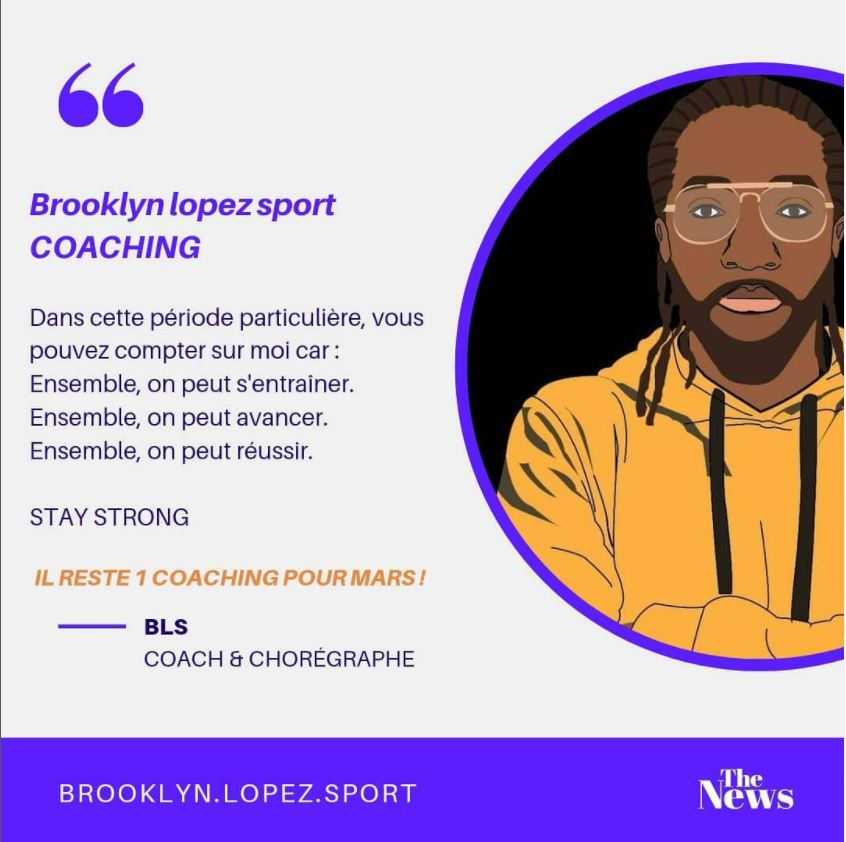 Brooklyn lopez sport
COACHING
Dans cette période particulière, vous
pouvez compter sur moi car :
Ensemble, on peut s'entraîner.
Ensemble, on peut avancer.
Ensemble, on peut réussir.
STAY STRONG
IL RESTE 1 COACHING POUR MARS !
BLS
COACH & CHORÉGRAPHE
BROOKLYN.LOPEZ.SPORT
The
News